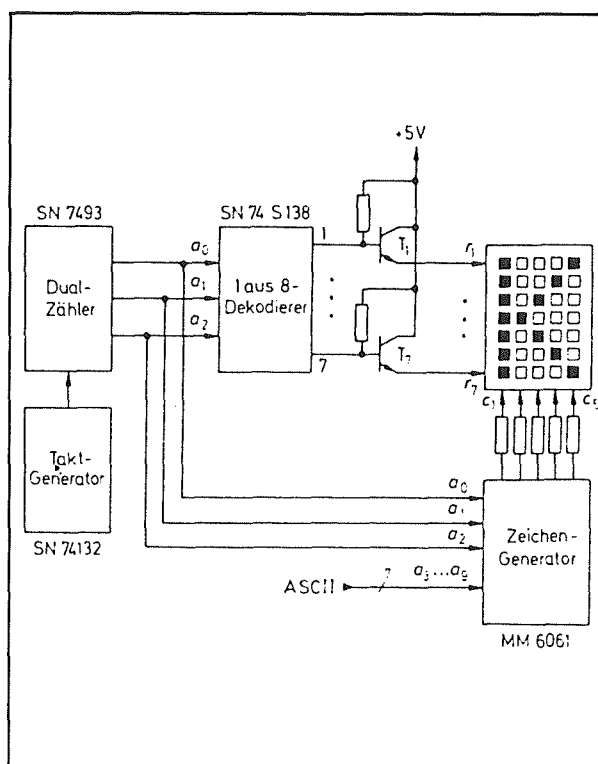 +5V
SN 7493
SN 74 S138
Dual-
Zähler
a0
a1
a2
1 aus 8-
Dekodierer
1
7
T1
T7
r1
r7
c1
c5
Takt-
Generator
SN 74132
a0
a1
a2
Zeichen-
Generator
ASCII
7
a3...a9
MM 6061